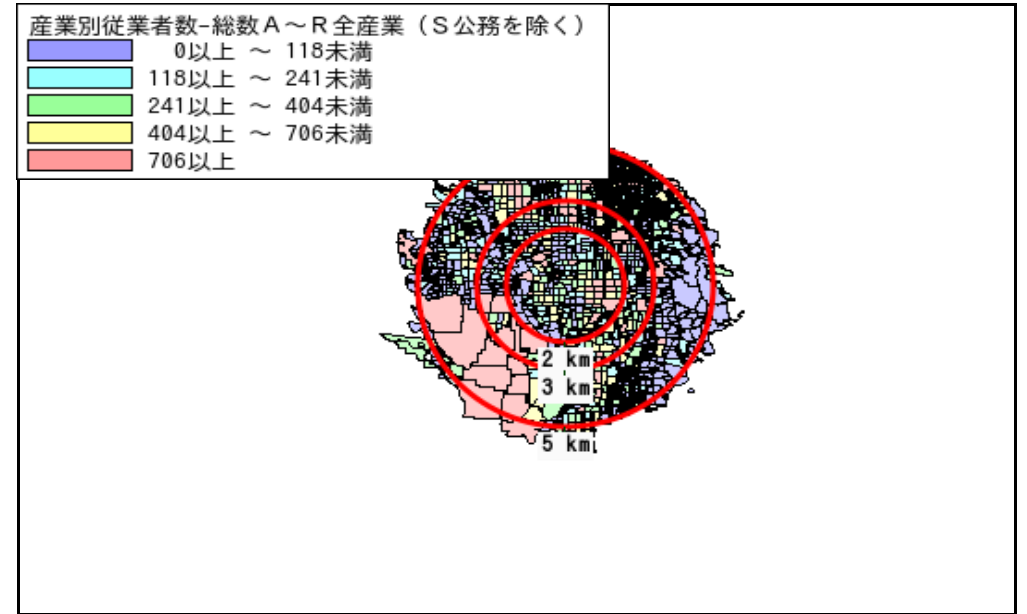 産業別従業者数−総数A～R全産業（S公務を除く）
0以上 ～ 118未満
118以上 ～ 241未満
241以上 ～ 404未満
404以上 ～ 706未満
706以上
2 km
3 km
5 km